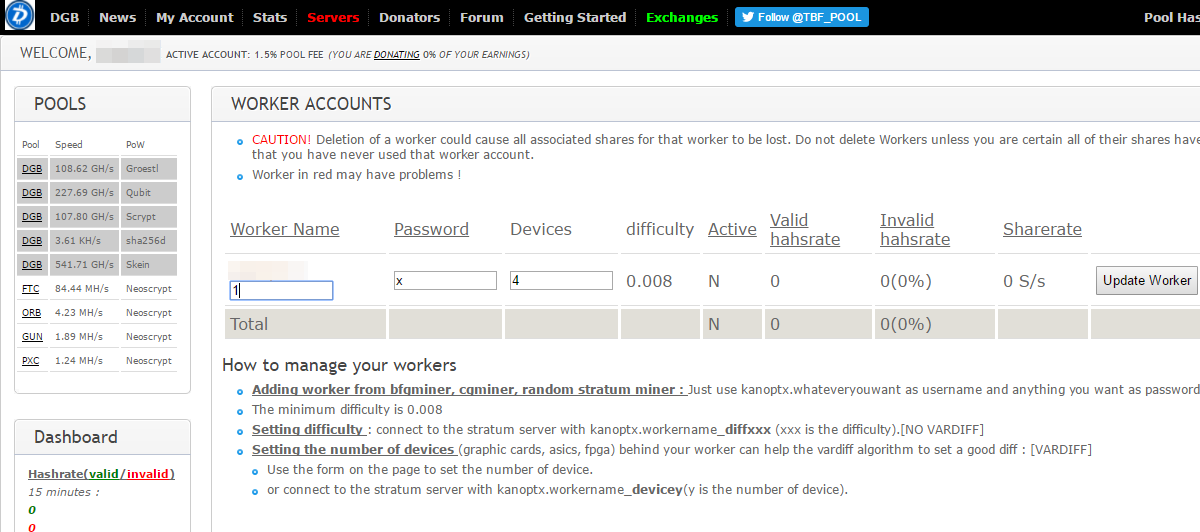 DGB News My Account Stats Servers Donators Forum Getting Started Exchanges Follow @TBF_POOL Pool Has
WELCOME, ACTIVE ACCOUNT: 1.5% POOL FEE (YOU ARE DONATING 0% OF YOUR EARNINGS)
POOLS
Pool Speed PoW
DGB 108.62 GH/s Groestl
DGB 227.69 GH/s Qubit
DGB 107.80 GH/s Scrypt
DGB 3.61 KH/s sha256d
DGB 541.71 GH/s Skein
FTC 84.44 MH/s Neoscrypt
ORB 4.23 MH/s Neoscrypt
GUN 1.89 MH/s Neoscrypt
PXC 1.24 MH/s Neoscrypt
Dashboard
Hashrate(valid/invalid)
15 minutes :
0
0
WORKER ACCOUNTS
CAUTION! Deletion of a worker could cause all associated shares for that worker to be lost. Do not delete Workers unless you are certain all of their shares have
that you have never used that worker account.
Worker in red may have problems !
Worker Name Password Devices difficulty Active Valid hahsrate Invalid hahsrate Sharerate
1 x 4 0.008 N 0 0(0%) 0 S/s Update Worker
Total N 0 0(0%)
How to manage your workers
Adding worker from bfgminer, cgminer, random stratum miner : Just use kanoptx.whateveryouwant as username and anything you want as password
The minimum difficulty is 0.008
Setting difficulty : connect to the stratum server with kanoptx.workername_diffxxx (xxx is the difficulty).[NO VARDIFF]
Setting the number of devices (graphic cards, asics, fpga) behind your worker can help the vardiff algorithm to set a good diff : [VARDIFF]
Use the form on the page to set the number of device.
or connect to the stratum server with kanoptx.workername_devicey(y is the number of device).